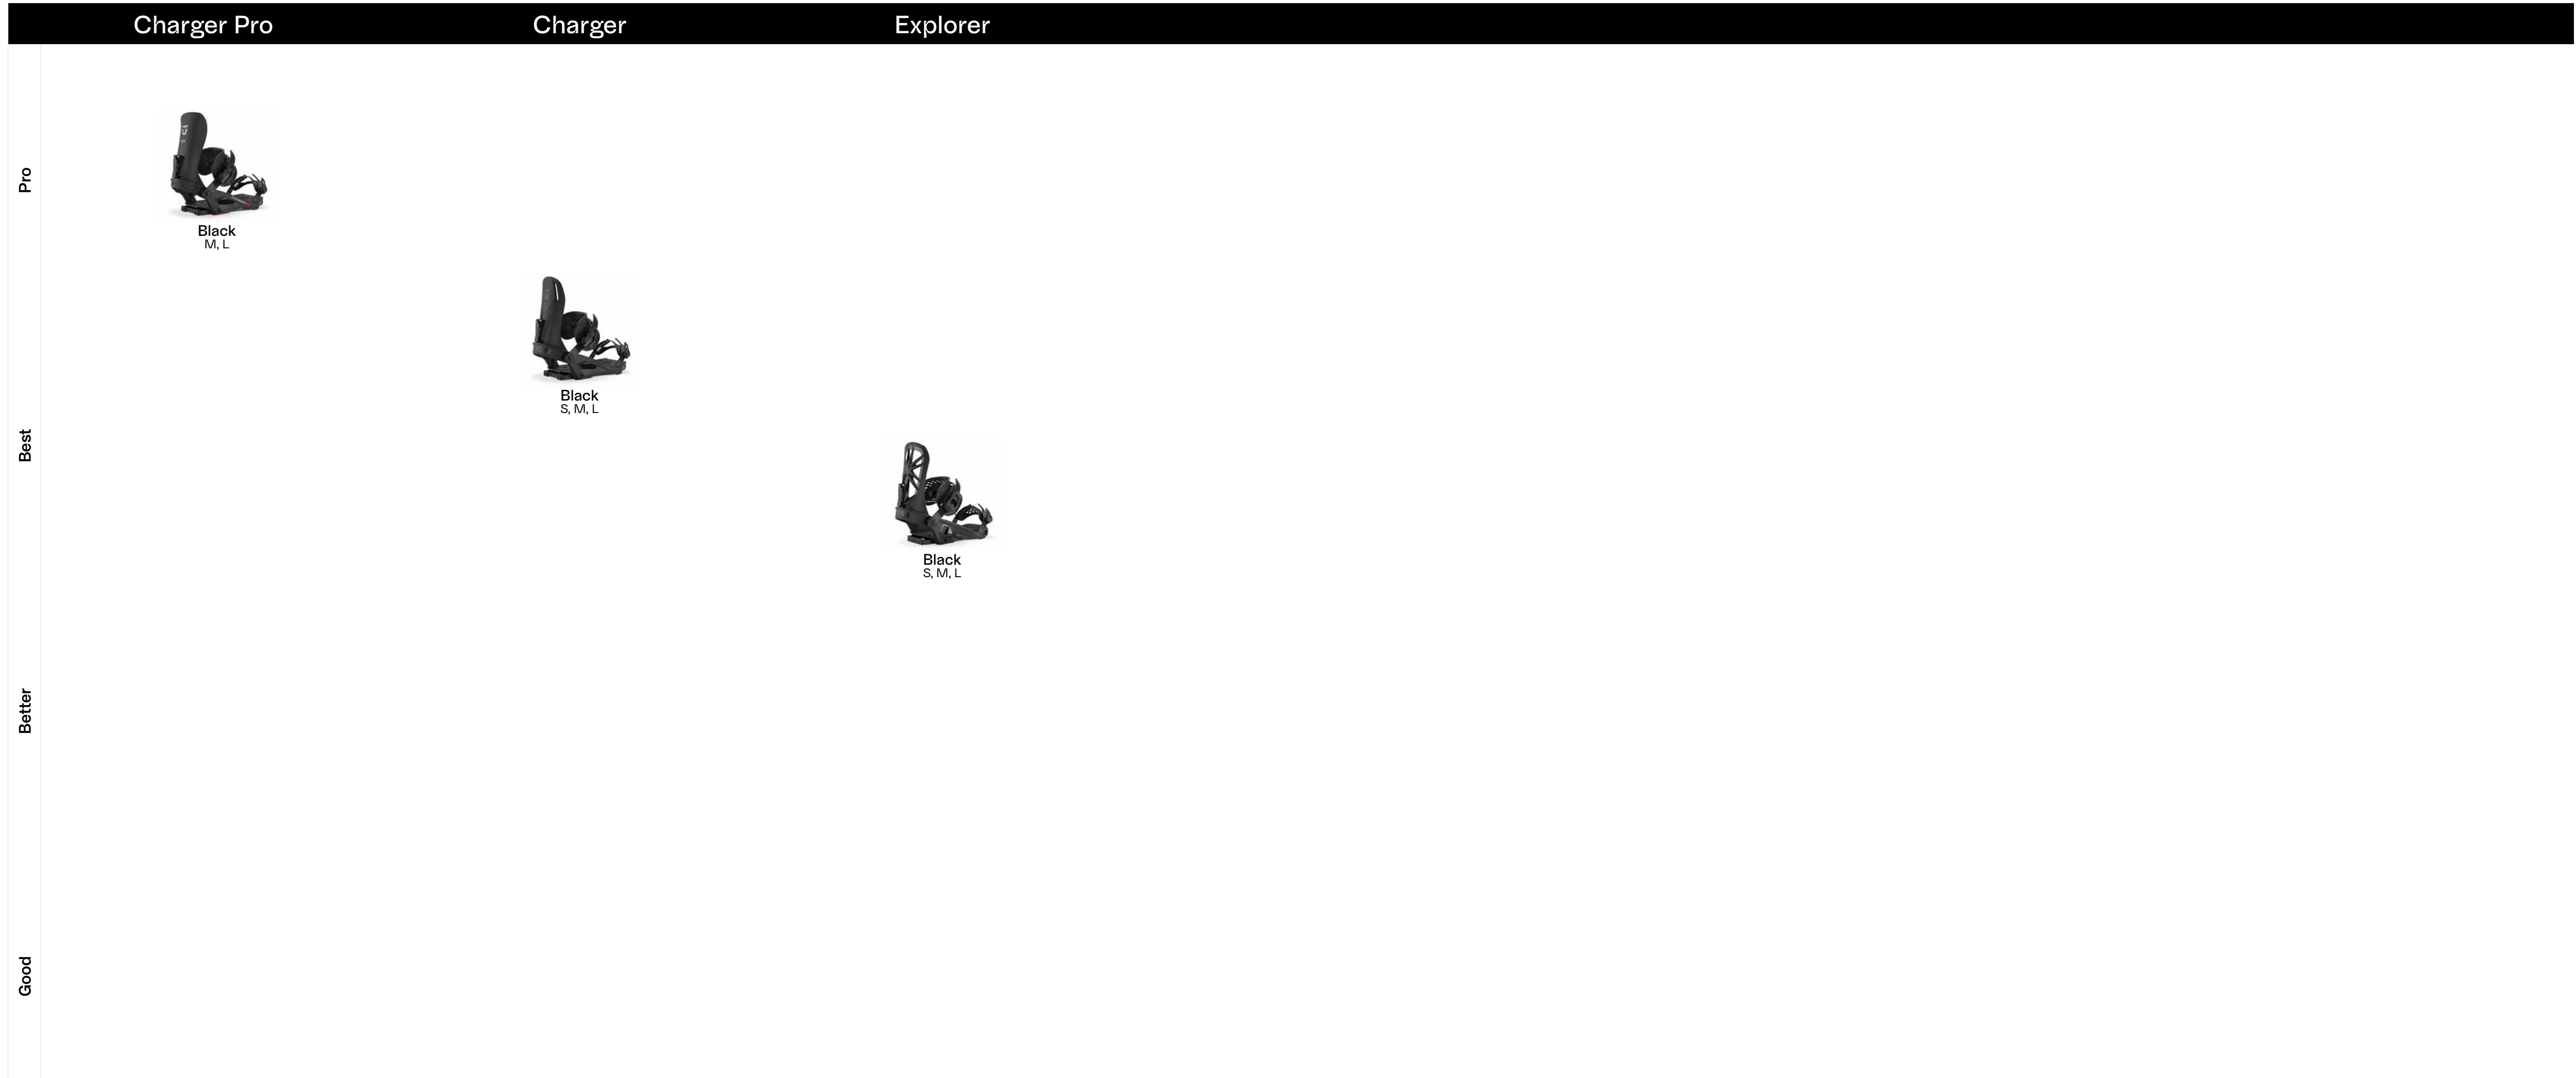 Charger Pro
Charger
Explorer
Pro
Black
M, L
Black
S, M, L
Best
Black
S, M, L
Better
Good